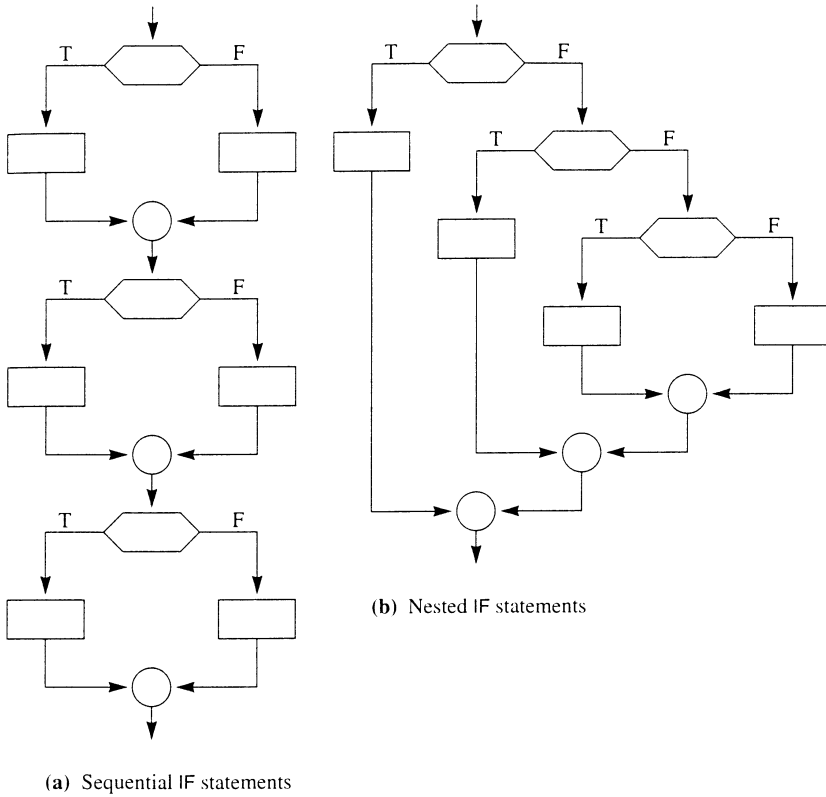 T F
T F
T F
(a) Sequential IF statements
T F
T F
T F
(b) Nested IF statements